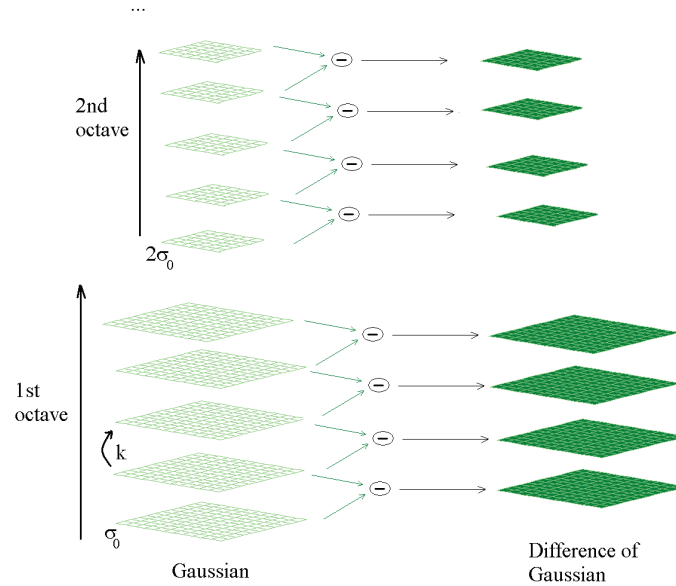 ...
2nd
octave
2σ₀
1st
octave
k
σ₀
Gaussian
Difference of
Gaussian